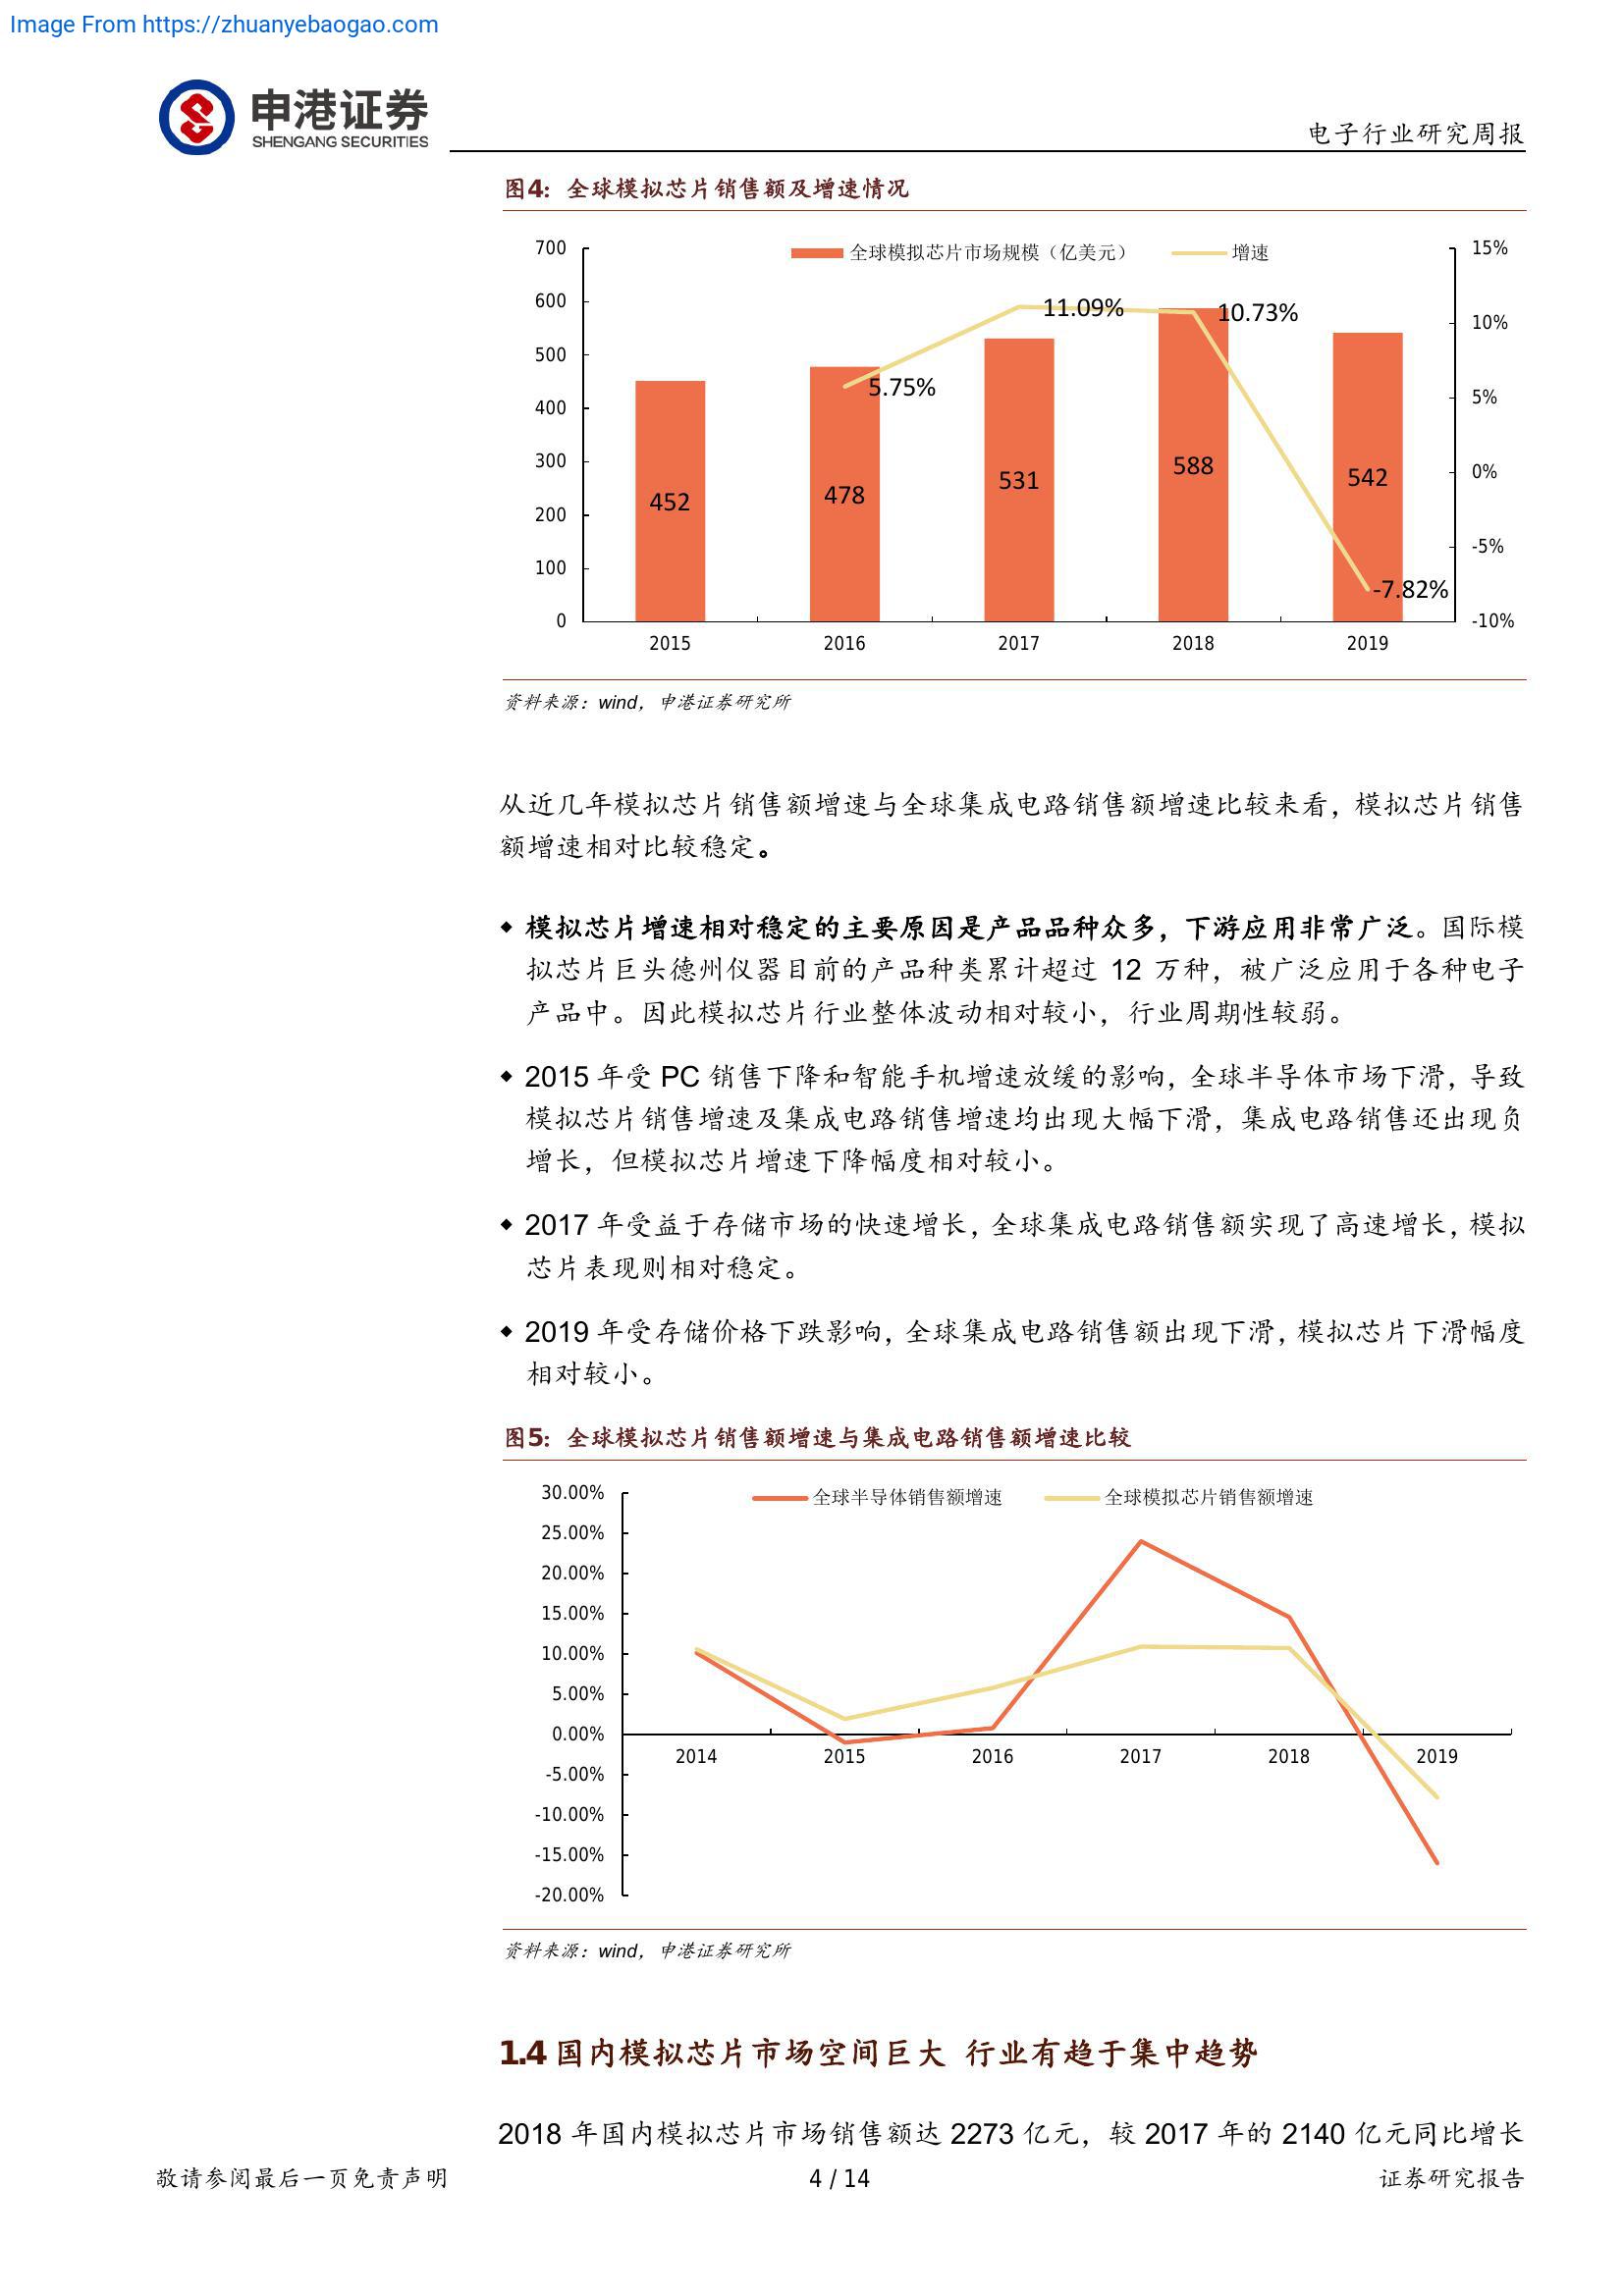 Image From https://zhuanyebaogao.com
申港证券
SHENGANG SECURITIES
电子行业研究周报
图4：全球模拟芯片销售额及增速情况
全球模拟芯片市场规模（亿美元） 增速
700
600
500
400
300
200
100
0
15%
10%
5%
0%
-5%
-10%
452
478
531
588
542
5.75%
11.09%
10.73%
-7.82%
2015 2016 2017 2018 2019
资料来源：wind，申港证券研究所
从近几年模拟芯片销售额增速与全球集成电路销售额增速比较来看，模拟芯片销售
额增速相对比较稳定。
◆ 模拟芯片增速相对稳定的主要原因是产品品种众多，下游应用非常广泛。国际模
拟芯片巨头德州仪器目前的产品种类累计超过 12 万种，被广泛应用于各种电子
产品中。因此模拟芯片行业整体波动相对较小，行业周期性较弱。
◆ 2015 年受 PC 销售下降和智能手机增速放缓的影响，全球半导体市场下滑，导致
模拟芯片销售增速及集成电路销售增速均出现大幅下滑，集成电路销售还出现负
增长，但模拟芯片增速下降幅度相对较小。
◆ 2017 年受益于存储市场的快速增长，全球集成电路销售额实现了高速增长，模拟
芯片表现则相对稳定。
◆ 2019 年受存储价格下跌影响，全球集成电路销售额出现下滑，模拟芯片下滑幅度
相对较小。
图5：全球模拟芯片销售额增速与集成电路销售额增速比较
全球半导体销售额增速 全球模拟芯片销售额增速
30.00%
25.00%
20.00%
15.00%
10.00%
5.00%
0.00%
-5.00%
-10.00%
-15.00%
-20.00%
2014 2015 2016 2017 2018 2019
资料来源：wind，申港证券研究所
1.4 国内模拟芯片市场空间巨大 行业有趋于集中趋势
2018 年国内模拟芯片市场销售额达 2273 亿元，较 2017 年的 2140 亿元同比增长
敬请参阅最后一页免责声明 4 / 14 证券研究报告